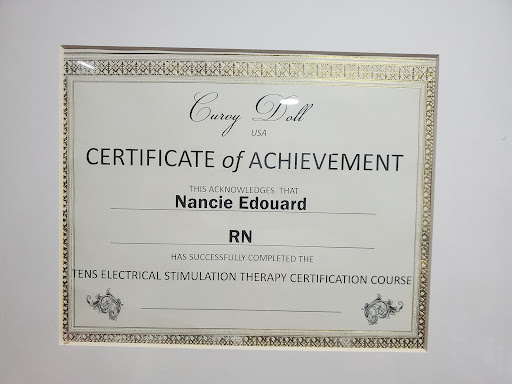 Curvy Doll
USA
CERTIFICATE of ACHIEVEMENT
THIS ACKNOWLEDGES THAT
Nancie Edouard
RN
HAS SUCCESSFULLY COMPLETED THE
TENS ELECTRICAL STIMULATION THERAPY CERTIFICATION COURSE